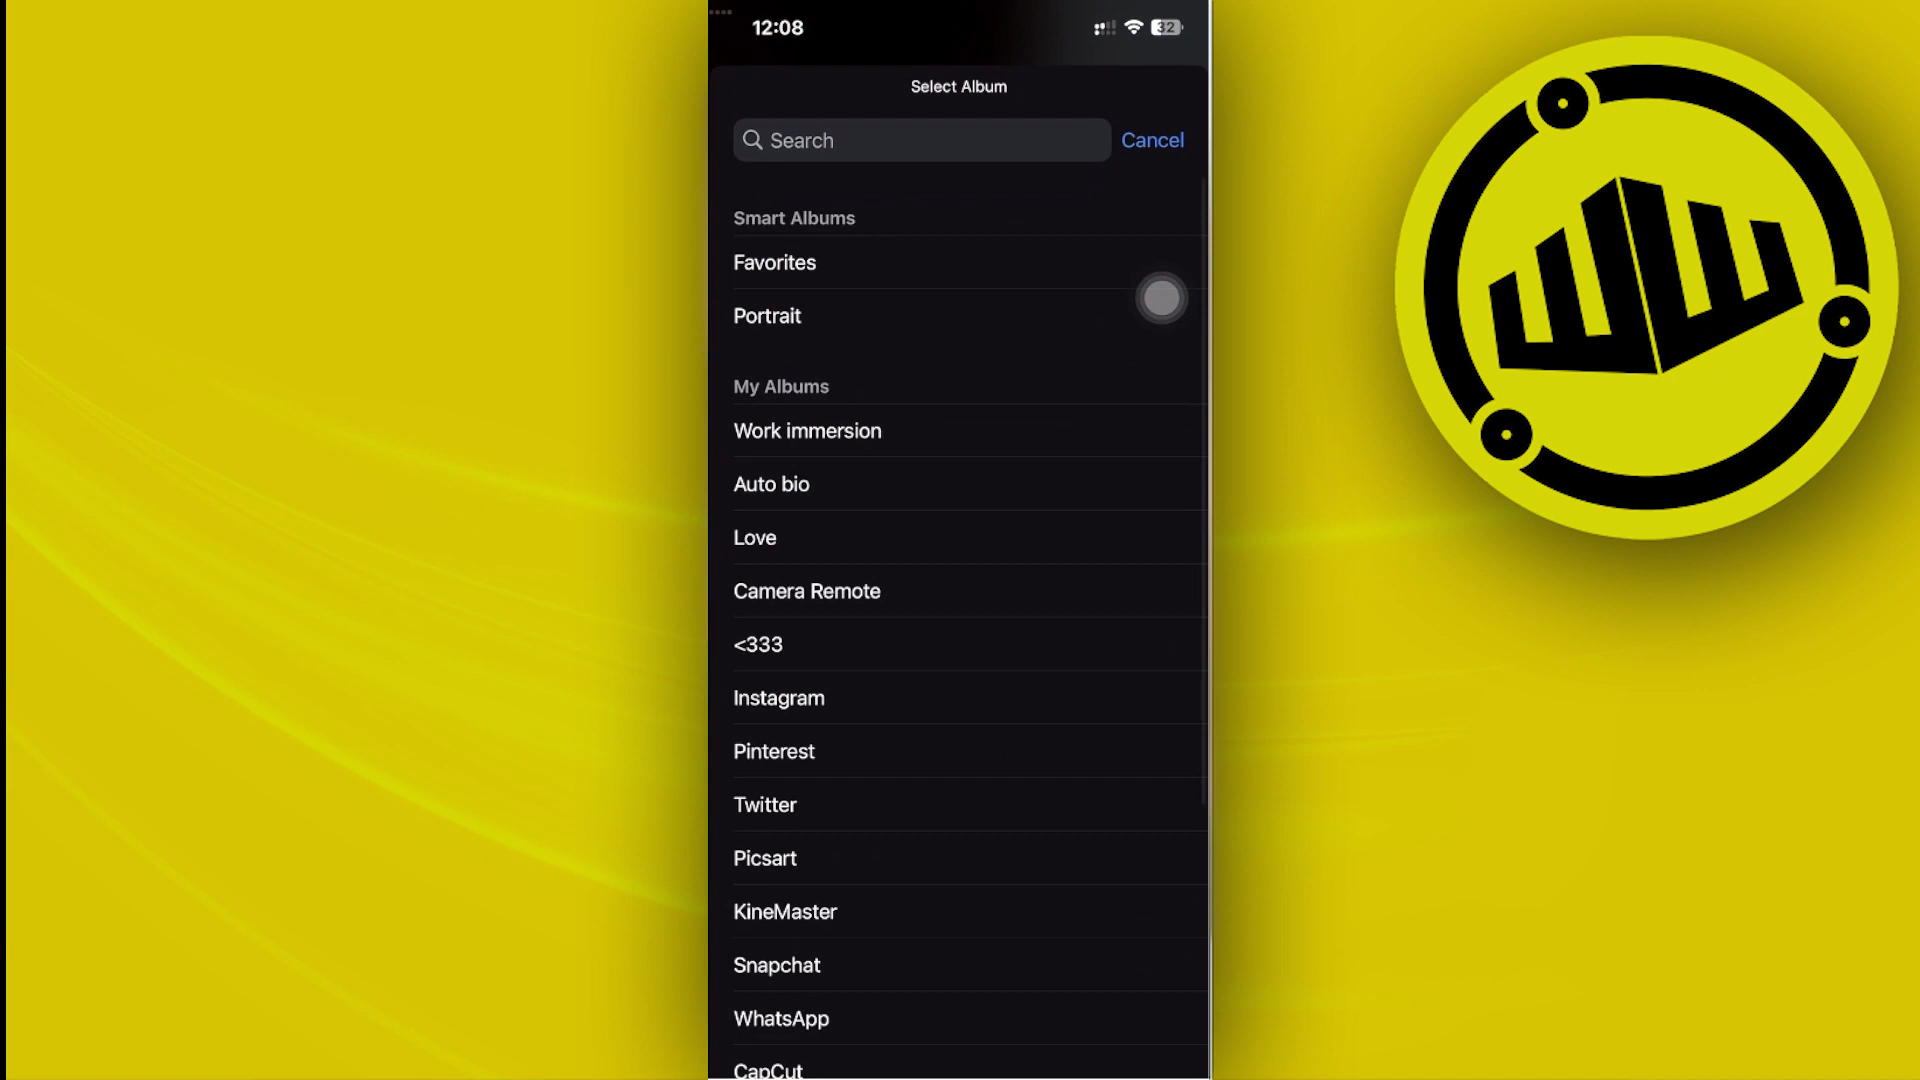 12:08
32
Select Album
Search
Cancel
Smart Albums
Favorites
Portrait
My Albums
Work immersion
Auto bio
Love
Camera Remote
<333
Instagram
Pinterest
Twitter
Picsart
KineMaster
Snapchat
WhatsApp
CapCut